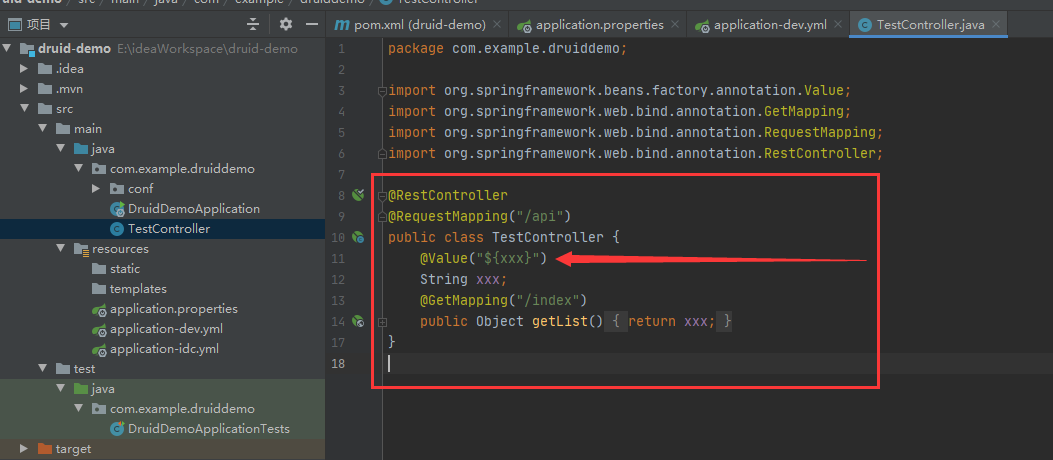 druid-demo / src / main / java / com / example / druiddemo / TestController
项目
pom.xml (druid-demo)
application.properties
application-dev.yml
TestController.java
druid-demo E:\ideaWorkspace\druid-demo
.idea
.mvn
src
main
java
com.example.druiddemo
conf
DruidDemoApplication
TestController
resources
static
templates
application.properties
application-dev.yml
application-idc.yml
test
java
com.example.druiddemo
DruidDemoApplicationTests
target
1 package com.example.druiddemo;
2
3 import org.springframework.beans.factory.annotation.Value;
4 import org.springframework.web.bind.annotation.GetMapping;
5 import org.springframework.web.bind.annotation.RequestMapping;
6 import org.springframework.web.bind.annotation.RestController;
7
8 @RestController
9 @RequestMapping("/api")
10 public class TestController {
11 @Value("${xxx}")
12 String xxx;
13 @GetMapping("/index")
14 public Object getList() { return xxx; }
17 }
18